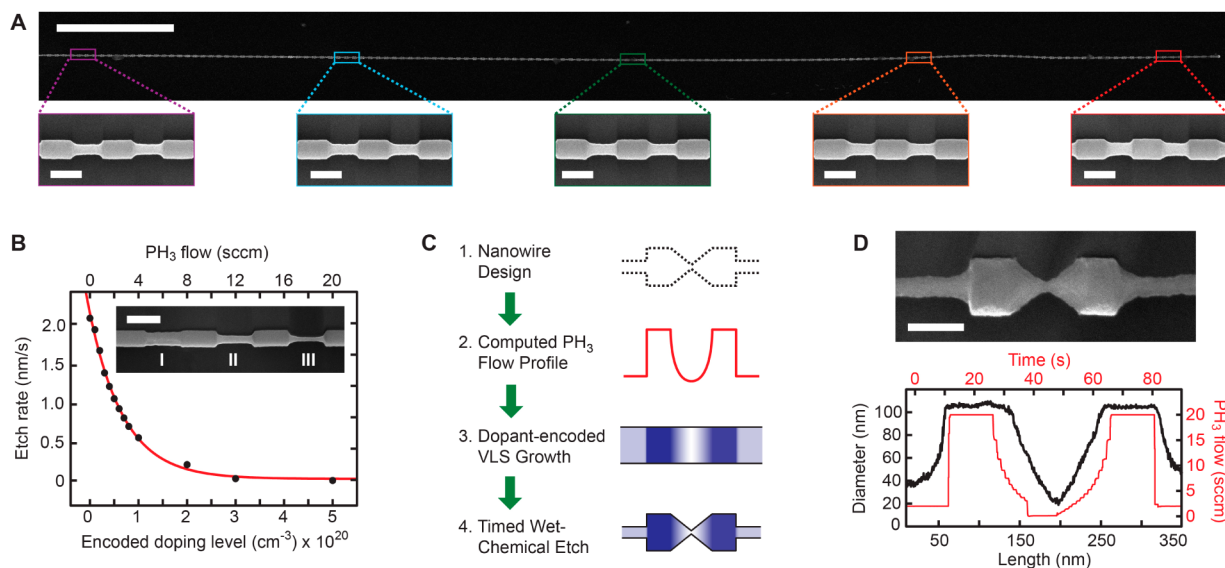 A
B
PH3 flow (sccm)
0 4 8 12 16 20
Etch rate (nm/s)
2.0
1.5
1.0
0.5
0
I II III
0 1 2 3 4 5
Encoded doping level (cm-3) x 1020
C
1. Nanowire
Design
2. Computed PH3
Flow Profile
3. Dopant-encoded
VLS Growth
4. Timed Wet-
Chemical Etch
D
Time (s)
0 20 40 60 80
Diameter (nm)
100
80
60
40
20
0
PH3 flow (sccm)
20
15
10
5
0
50 150 250 350
Length (nm)